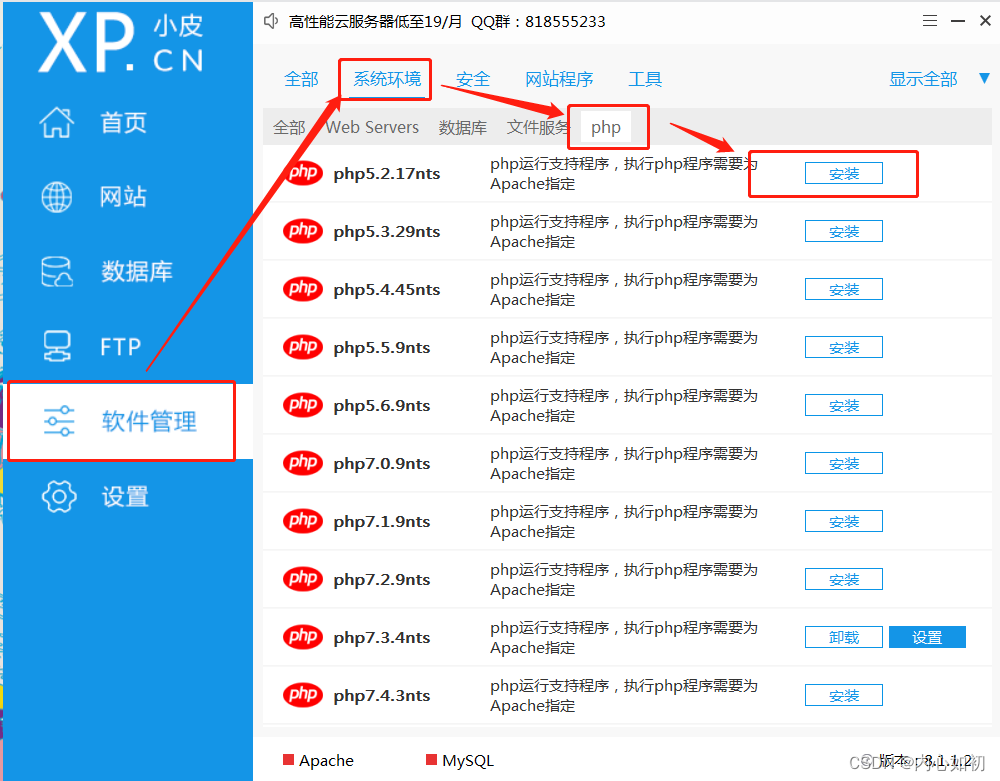 XP.CN 小皮
高性能云服务器低至19/月 QQ群：818555233
首页
网站
数据库
FTP
软件管理
设置
全部 系统环境 安全 网站程序 工具 显示全部
全部 Web Servers 数据库 文件服务 php
php php5.2.17nts php运行支持程序，执行php程序需要为 安装
Apache指定
php php5.3.29nts php运行支持程序，执行php程序需要为 安装
Apache指定
php php5.4.45nts php运行支持程序，执行php程序需要为 安装
Apache指定
php php5.5.9nts php运行支持程序，执行php程序需要为 安装
Apache指定
php php5.6.9nts php运行支持程序，执行php程序需要为 安装
Apache指定
php php7.0.9nts php运行支持程序，执行php程序需要为 安装
Apache指定
php php7.1.9nts php运行支持程序，执行php程序需要为 安装
Apache指定
php php7.2.9nts php运行支持程序，执行php程序需要为 安装
Apache指定
php php7.3.4nts php运行支持程序，执行php程序需要为 卸载 设置
Apache指定
php php7.4.3nts php运行支持程序，执行php程序需要为 安装
Apache指定
Apache MySQL 版本：8.1.1.2
CSDN @内心如初